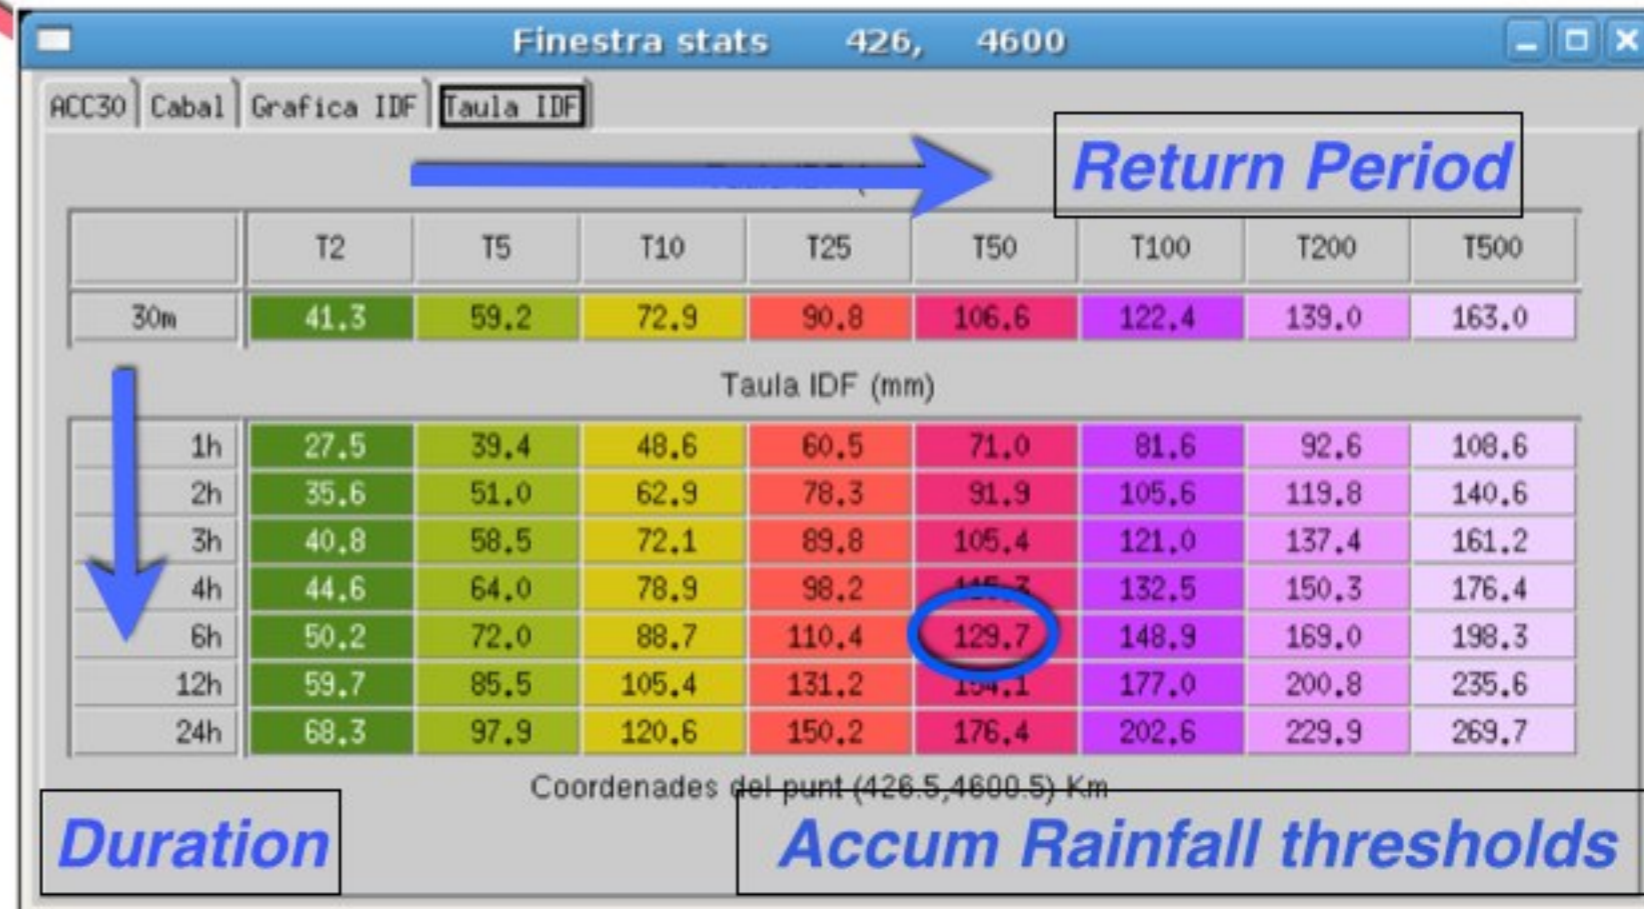 Finestra stats 426, 4600
ACC30 Cabal Grafica IDF Taula IDF
Return Period
T2 T5 T10 T25 T50 T100 T200 T500
30m 41.3 59.2 72.9 90.8 106.6 122.4 139.0 163.0
Taula IDF (mm)
1h 27.5 39.4 48.6 60.5 71.0 81.6 92.6 108.6
2h 35.6 51.0 62.9 78.3 91.9 105.6 119.8 140.6
3h 40.8 58.5 72.1 89.8 105.4 121.0 137.4 161.2
4h 44.6 64.0 78.9 98.2 115.3 132.5 150.3 176.4
6h 50.2 72.0 88.7 110.4 129.7 148.9 169.0 198.3
12h 59.7 85.5 105.4 131.2 154.1 177.0 200.8 235.6
24h 68.3 97.9 120.6 150.2 176.4 202.6 229.9 269.7
Coordenades del punt (426.5,4600.5) Km
Duration
Accum Rainfall thresholds